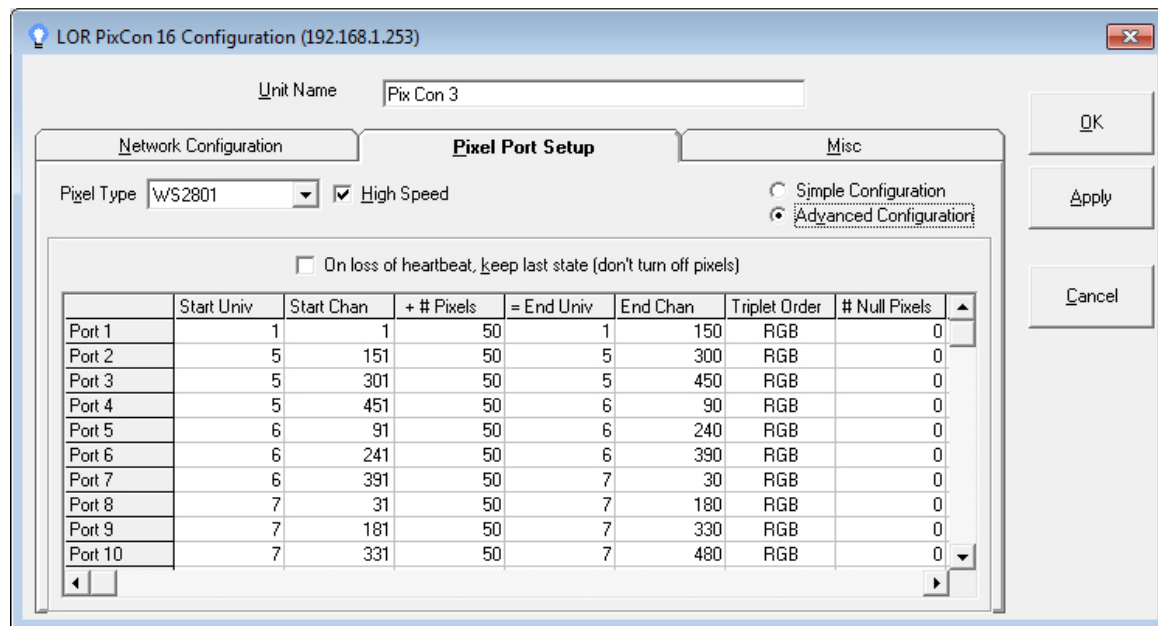 LOR PixCon 16 Configuration (192.168.1.253)
Unit Name Pix Con 3
OK
Network Configuration Pixel Port Setup Misc
Pixel Type WS2801 High Speed Simple Configuration
Advanced Configuration
Apply
On loss of heartbeat, keep last state (don't turn off pixels)
Cancel
Start Univ Start Chan + # Pixels = End Univ End Chan Triplet Order # Null Pixels
Port 1 1 1 50 1 150 RGB 0
Port 2 5 151 50 5 300 RGB 0
Port 3 5 301 50 5 450 RGB 0
Port 4 5 451 50 6 90 RGB 0
Port 5 6 91 50 6 240 RGB 0
Port 6 6 241 50 6 390 RGB 0
Port 7 6 391 50 7 30 RGB 0
Port 8 7 31 50 7 180 RGB 0
Port 9 7 181 50 7 330 RGB 0
Port 10 7 331 50 7 480 RGB 0